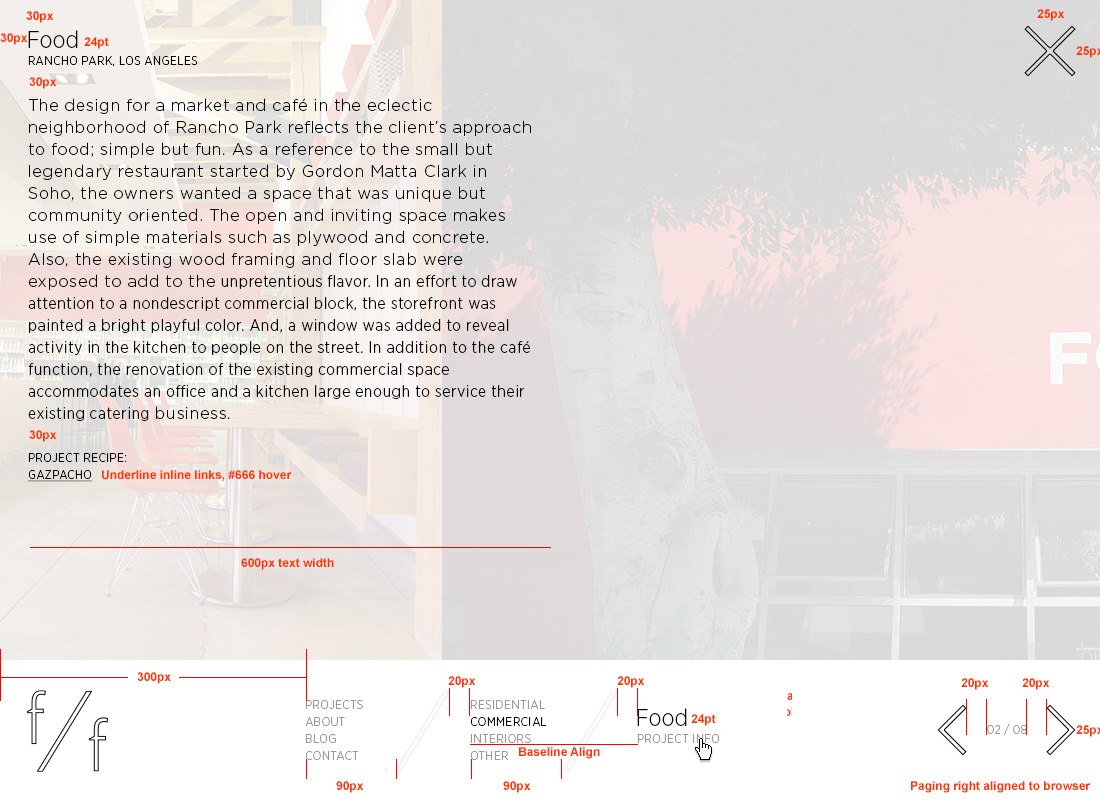 30px
25px
30px
Food 24pt
25px
RANCHO PARK, LOS ANGELES
30px
The design for a market and café in the eclectic
neighborhood of Rancho Park reflects the client's approach
to food; simple but fun. As a reference to the small but
legendary restaurant started by Gordon Matta Clark in
Soho, the owners wanted a space that was unique but
community oriented. The open and inviting space makes
use of simple materials such as plywood and concrete.
Also, the existing wood framing and floor slab were
exposed to add to the unpretentious flavor. In an effort to draw
attention to a nondescript commercial block, the storefront was
painted a bright playful color. And, a window was added to reveal
activity in the kitchen to people on the street. In addition to the café
function, the renovation of the existing commercial space
accommodates an office and a kitchen large enough to service their
existing catering business.
30px
PROJECT RECIPE:
GAZPACHO Underline inline links, #666 hover
600px text width
300px
20px
20px
20px
20px
f/f
PROJECTS
ABOUT
BLOG
CONTACT
RESIDENTIAL
COMMERCIAL
INTERIORS
OTHER
Baseline Align
Food 24pt
PROJECT INFO
02 / 08
25px
90px
90px
Paging right aligned to browser